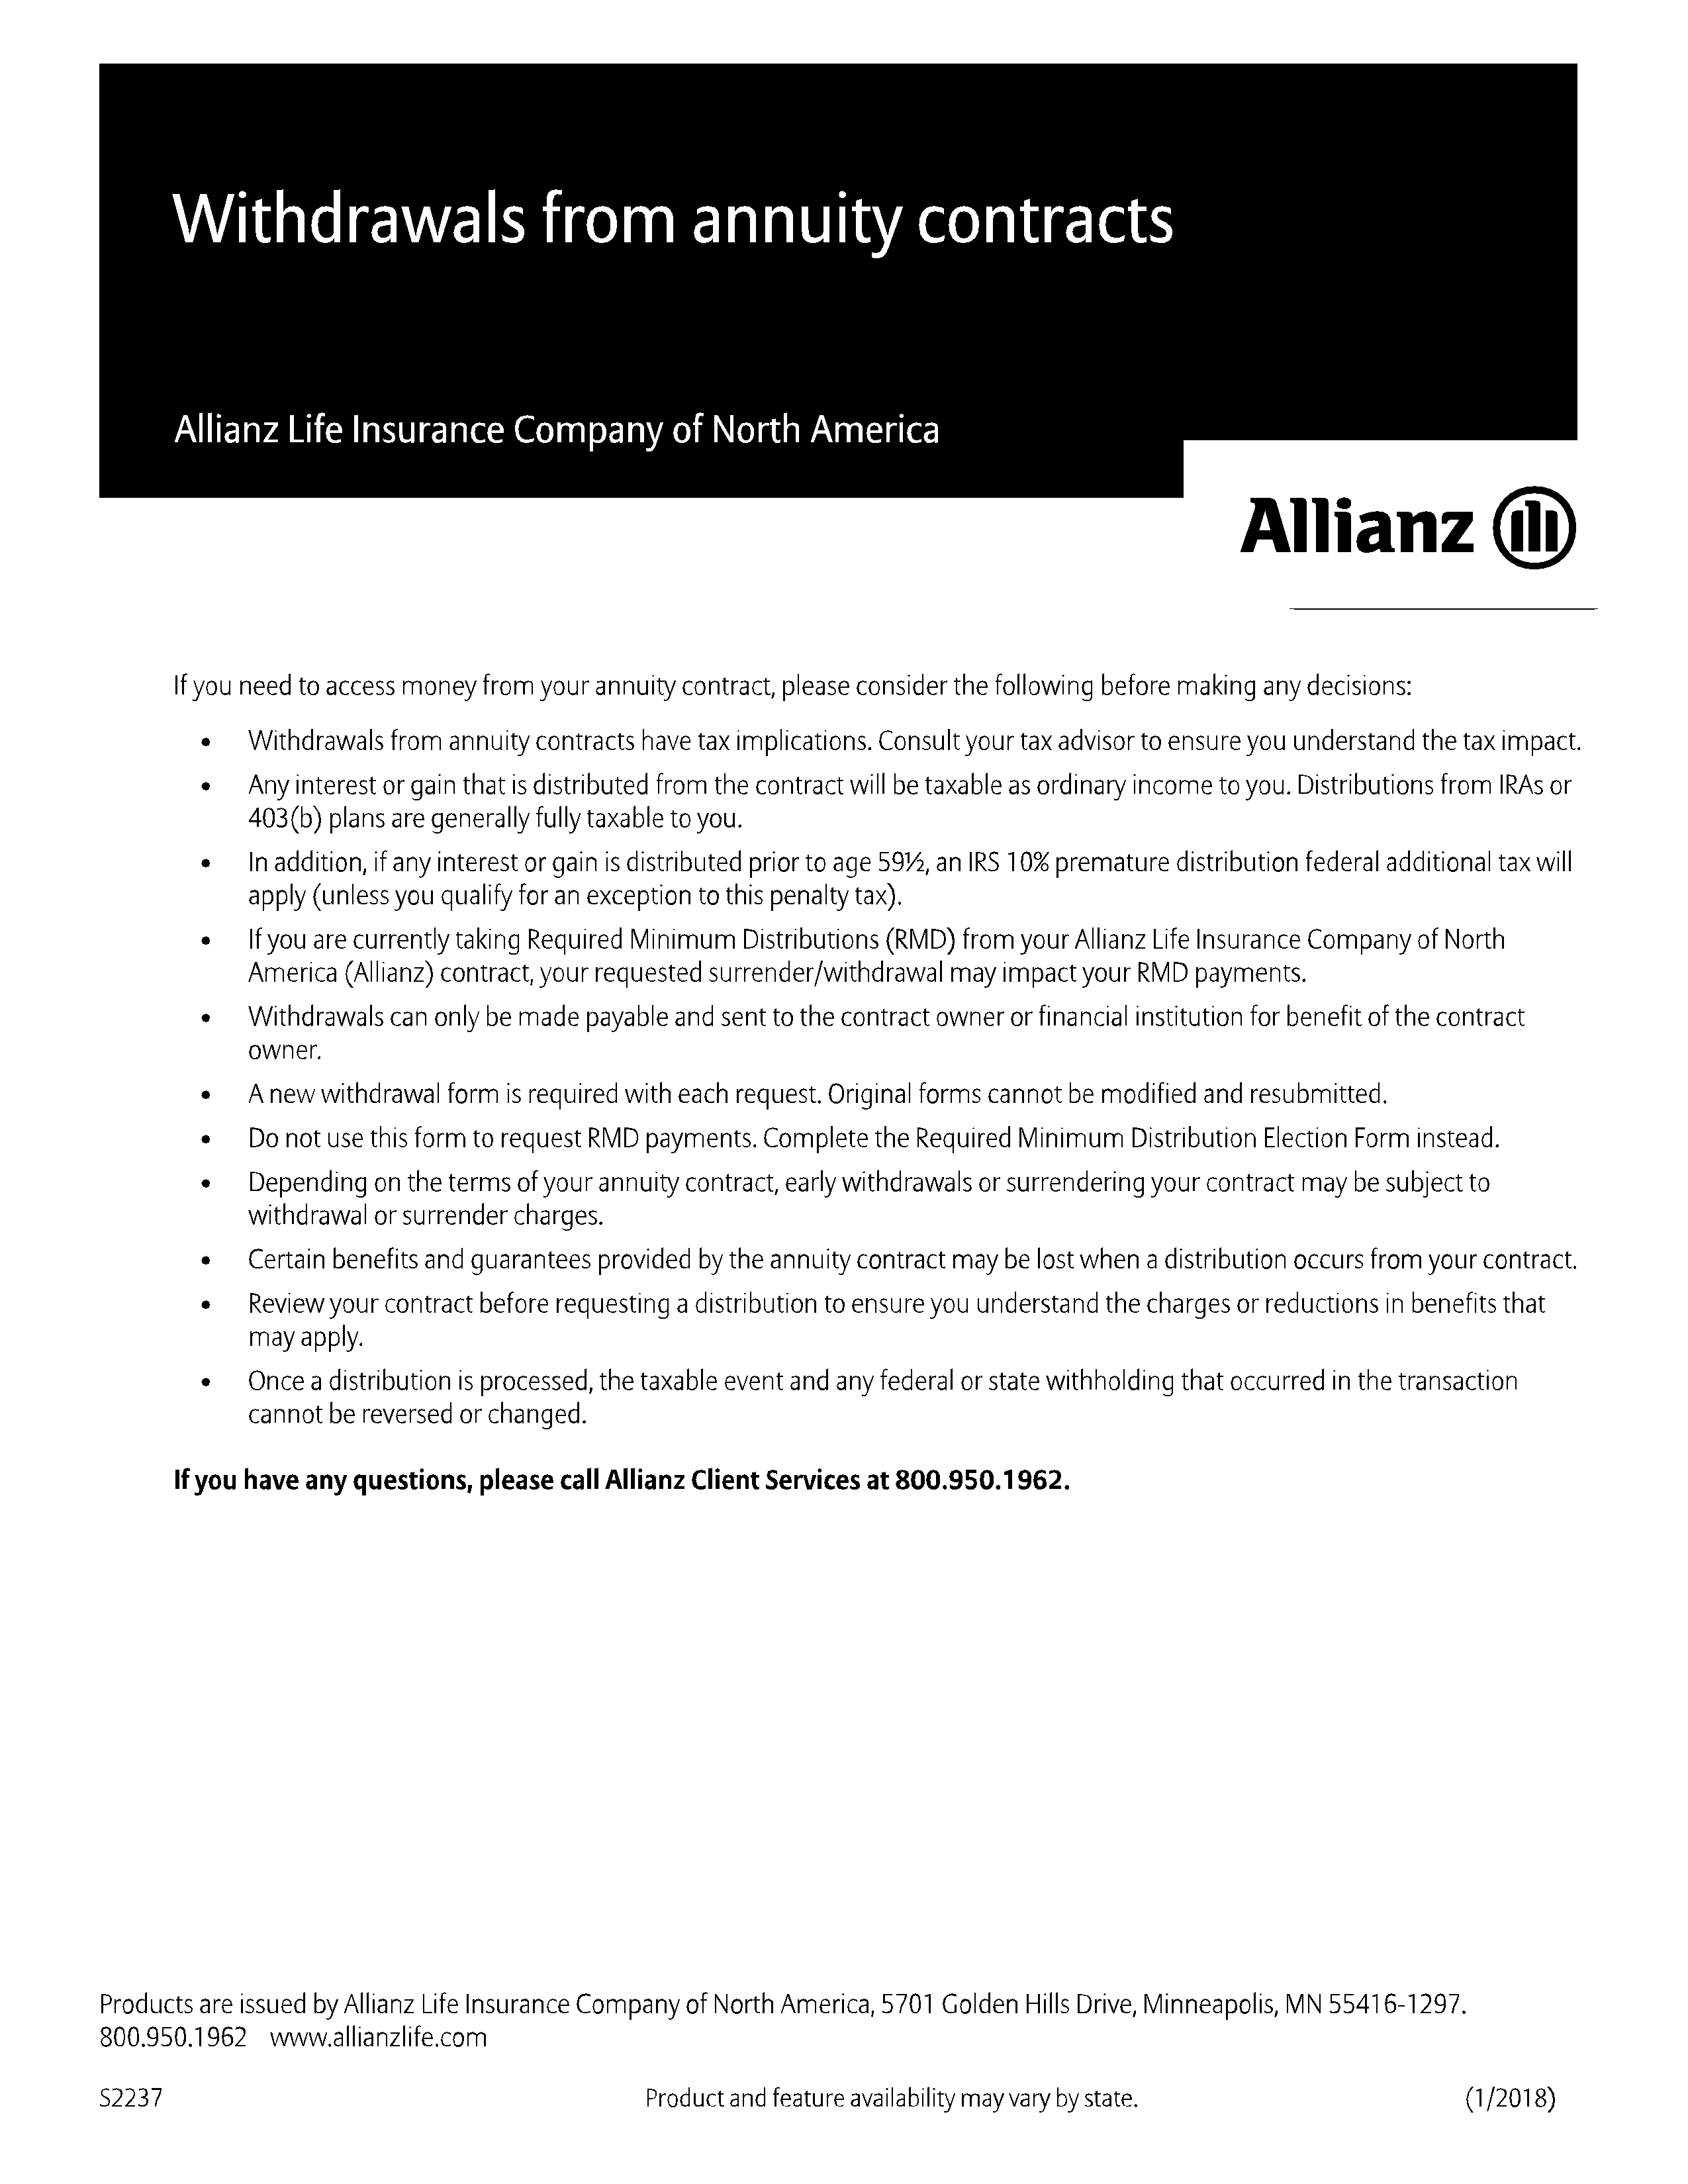 Withdrawals from annuity contracts
Allianz Life Insurance Company of North America
Allianz
If you need to access money from your annuity contract, please consider the following before making any decisions:
• Withdrawals from annuity contracts have tax implications. Consult your tax advisor to ensure you understand the tax impact.
• Any interest or gain that is distributed from the contract will be taxable as ordinary income to you. Distributions from IRAs or
403(b) plans are generally fully taxable to you.
• In addition, if any interest or gain is distributed prior to age 59½, an IRS 10% premature distribution federal additional tax will
apply (unless you qualify for an exception to this penalty tax).
• If you are currently taking Required Minimum Distributions (RMD) from your Allianz Life Insurance Company of North
America (Allianz) contract, your requested surrender/withdrawal may impact your RMD payments.
• Withdrawals can only be made payable and sent to the contract owner or financial institution for benefit of the contract
owner.
• A new withdrawal form is required with each request. Original forms cannot be modified and resubmitted.
• Do not use this form to request RMD payments. Complete the Required Minimum Distribution Election Form instead.
• Depending on the terms of your annuity contract, early withdrawals or surrendering your contract may be subject to
withdrawal or surrender charges.
• Certain benefits and guarantees provided by the annuity contract may be lost when a distribution occurs from your contract.
• Review your contract before requesting a distribution to ensure you understand the charges or reductions in benefits that
may apply.
• Once a distribution is processed, the taxable event and any federal or state withholding that occurred in the transaction
cannot be reversed or changed.
If you have any questions, please call Allianz Client Services at 800.950.1962.
Products are issued by Allianz Life Insurance Company of North America, 5701 Golden Hills Drive, Minneapolis, MN 55416-1297.
800.950.1962 www.allianzlife.com
S2237 Product and feature availability may vary by state. (1/2018)